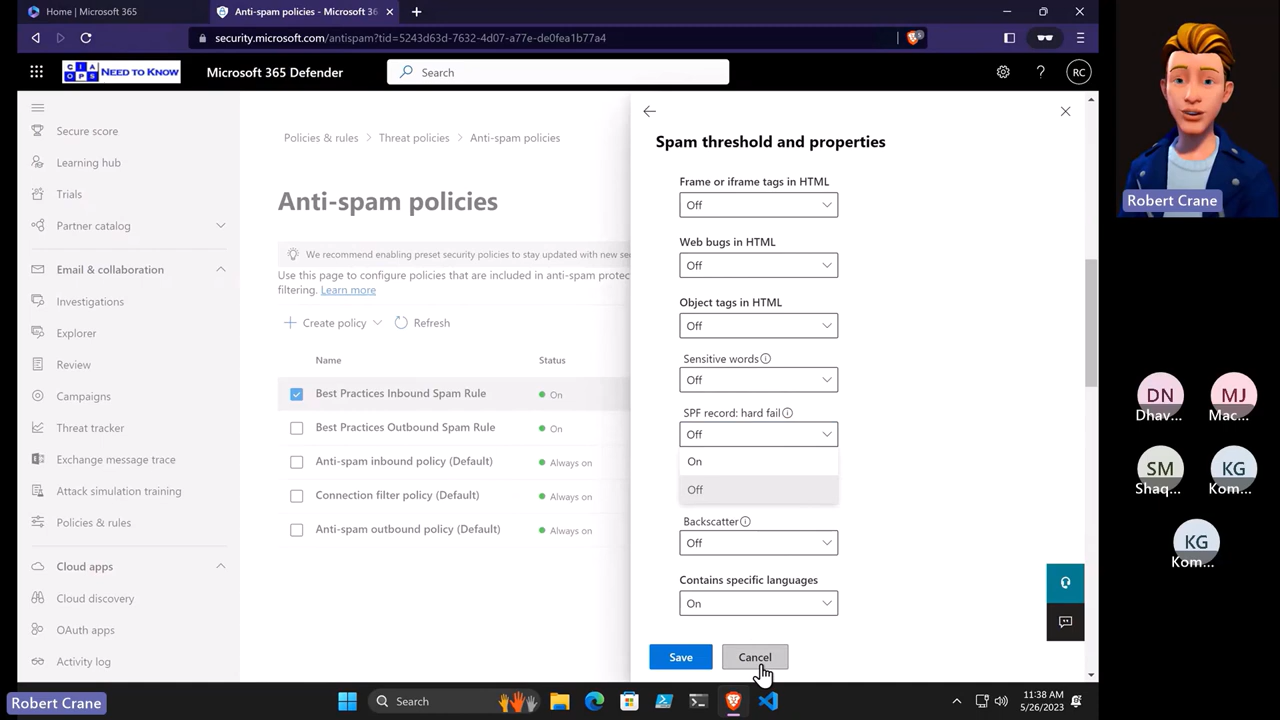 Home | Microsoft 365
Anti-spam policies - Microsoft 36
security.microsoft.com/antispam?tid=5243d63d-7632-4d07-a77e-de0fea1b77a4
5
CIA
OPS
NEED TO KNOW
Microsoft 365 Defender
Search
RC
Secure score
Learning hub
Trials
Partner catalog
Email & collaboration
Investigations
Explorer
Review
Campaigns
Threat tracker
Exchange message trace
Attack simulation training
Policies & rules
Cloud apps
Cloud discovery
OAuth apps
Activity log
Policies & rules > Threat policies > Anti-spam policies
Anti-spam policies
We recommend enabling preset security policies to stay updated with new sec
Use this page to configure policies that are included in anti-spam protec
filtering. Learn more
Create policy
Refresh
Name Status
Best Practices Inbound Spam Rule On
Best Practices Outbound Spam Rule On
Anti-spam inbound policy (Default) Always on
Connection filter policy (Default) Always on
Anti-spam outbound policy (Default) Always on
Spam threshold and properties
Frame or iframe tags in HTML
Off
Web bugs in HTML
Off
Object tags in HTML
Off
Sensitive words
Off
SPF record: hard fail
Off
On
Off
Backscatter
Off
Contains specific languages
On
Save
Cancel
Robert Crane
DN
Dhav...
MJ
Mac...
SM
Shaq...
KG
Kom...
KG
Kom...
Robert Crane
Search
11:38 AM
5/26/2023